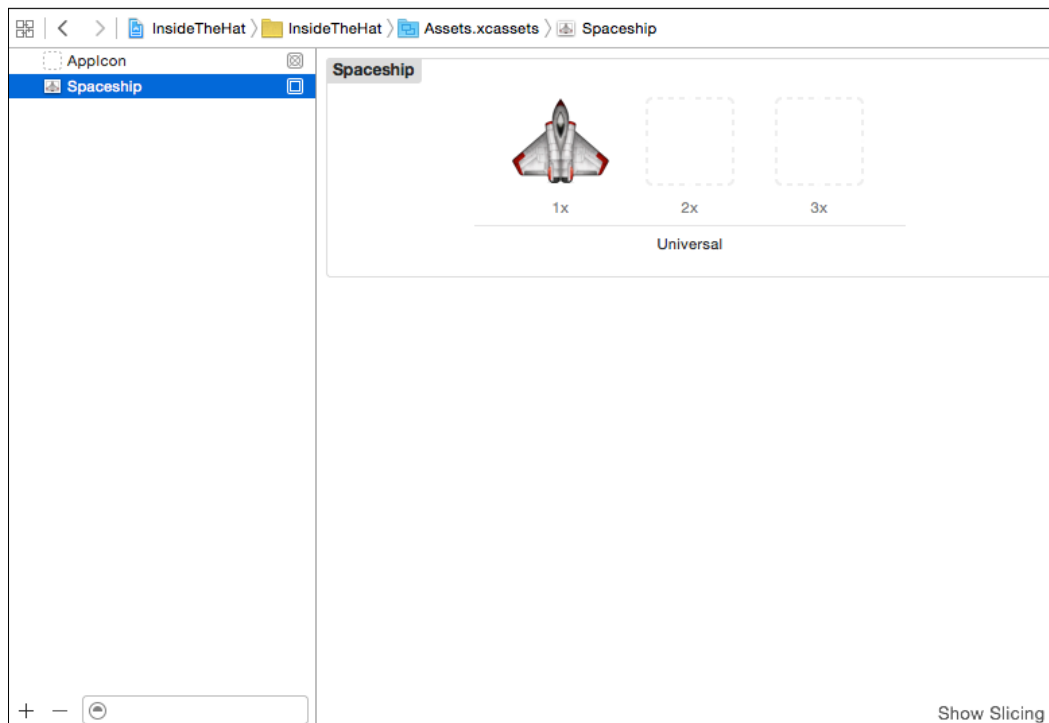 InsideTheHat InsideTheHat Assets.xcassets Spaceship
AppIcon
Spaceship
Spaceship
1x 2x 3x
Universal
Show Slicing